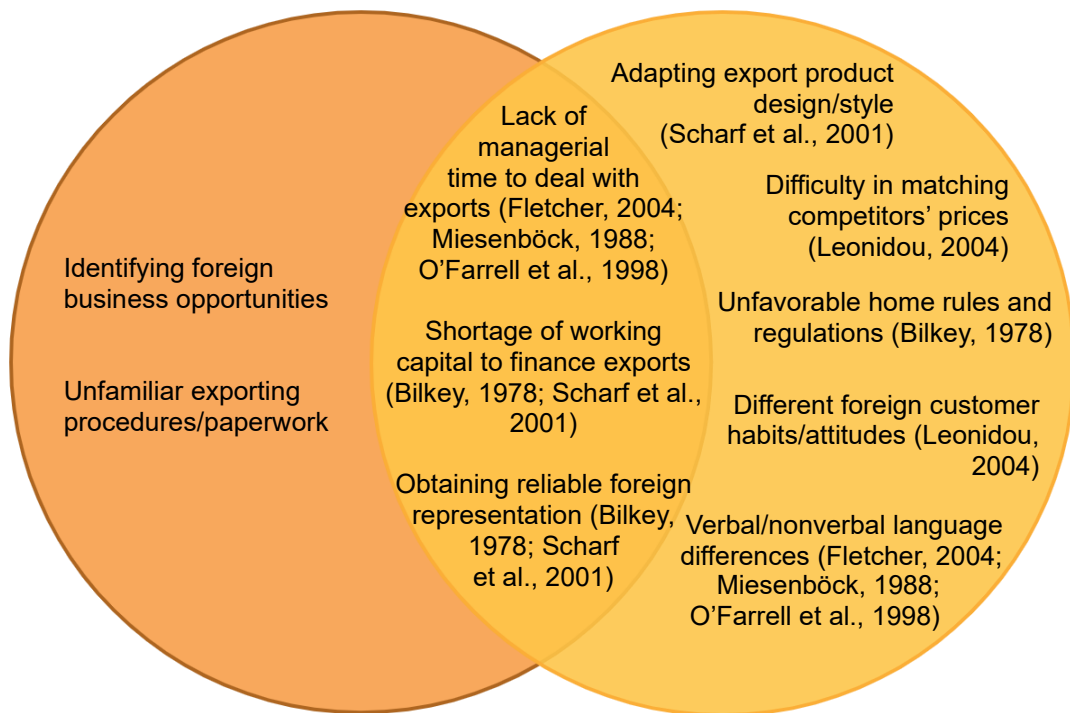 Identifying foreign
business opportunities
Unfamiliar exporting
procedures/paperwork
Lack of
managerial
time to deal with
exports (Fletcher, 2004;
Miesenböck, 1988;
O’Farrell et al., 1998)
Shortage of working
capital to finance exports
(Bilkey, 1978; Scharf et al.,
2001)
Obtaining reliable foreign
representation (Bilkey,
1978; Scharf
et al., 2001)
Adapting export product
design/style
(Scharf et al., 2001)
Difficulty in matching
competitors’ prices
(Leonidou, 2004)
Unfavorable home rules and
regulations (Bilkey, 1978)
Different foreign customer
habits/attitudes (Leonidou,
2004)
Verbal/nonverbal language
differences (Fletcher, 2004;
Miesenböck, 1988;
O’Farrell et al., 1998)